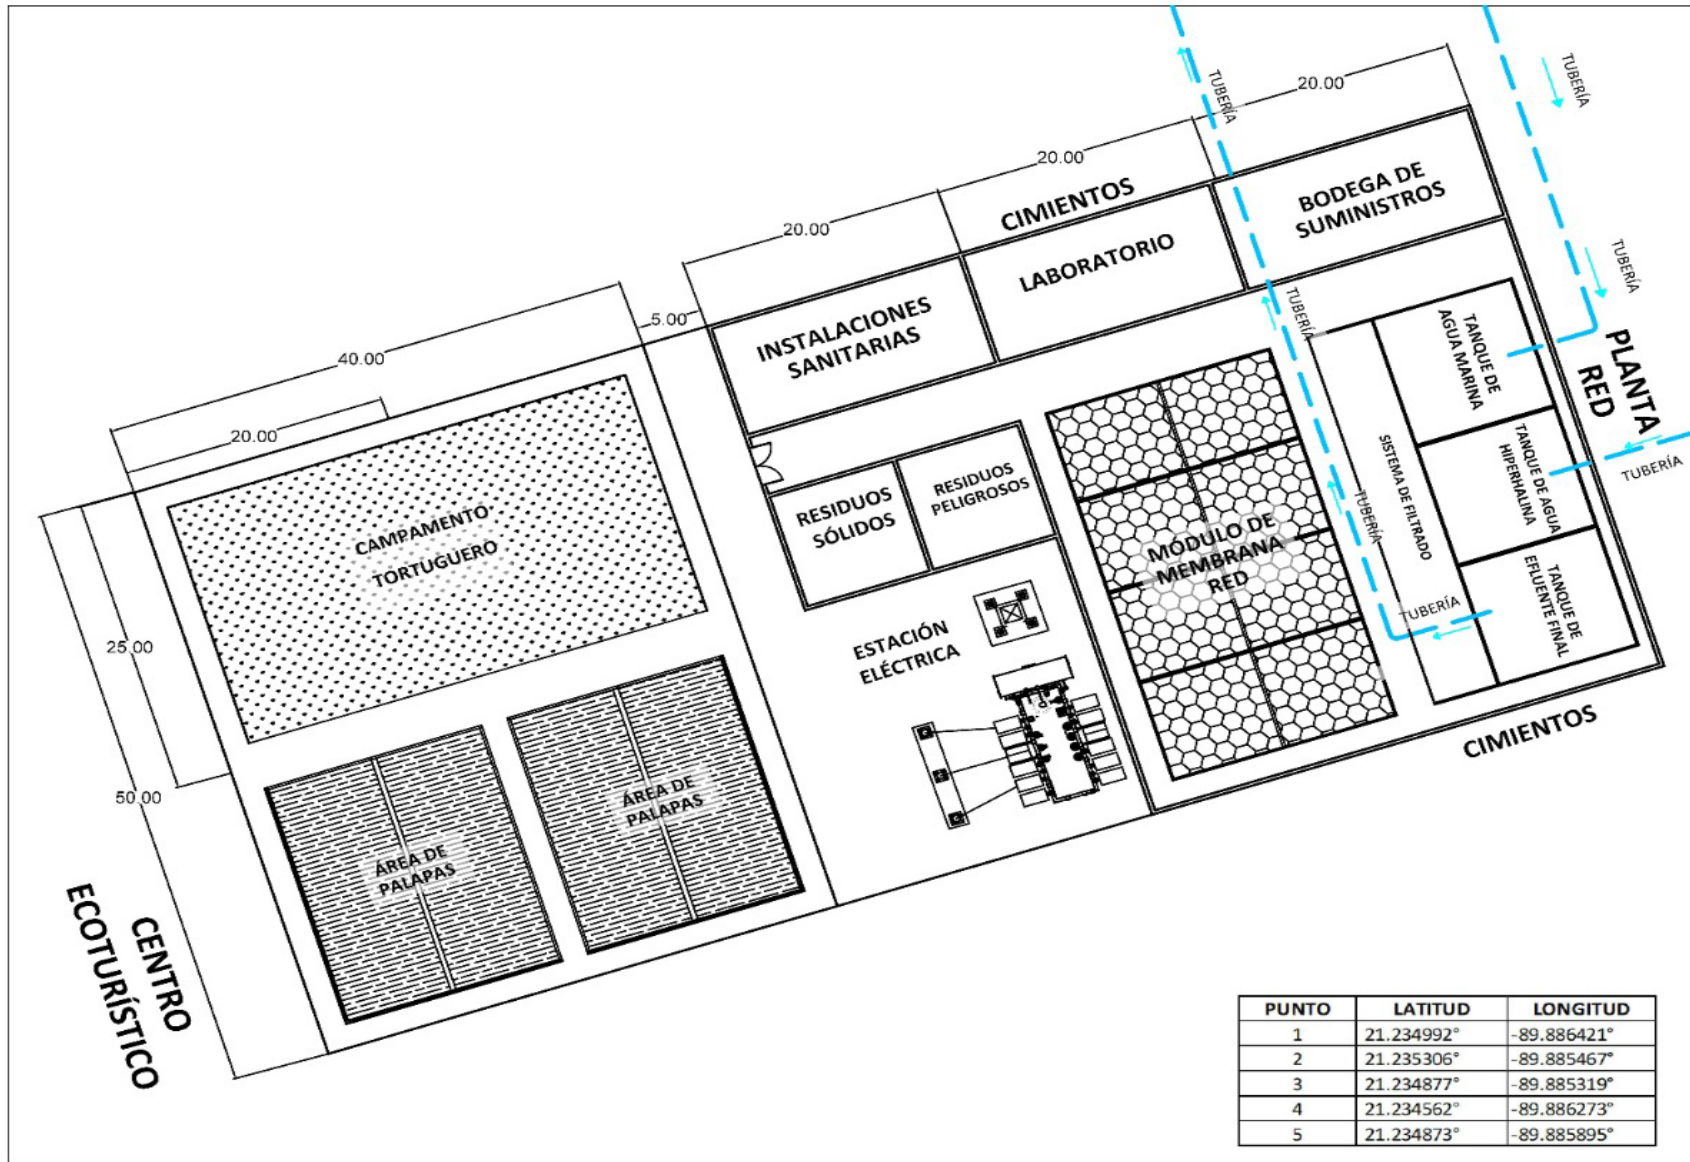 TUBERÍA
TUBERÍA
20.00
20.00
20.00
CIMIENTOS
BODEGA DE
SUMINISTROS
LABORATORIO
INSTALACIONES
SANITARIAS
5.00
40.00
20.00
TUBERÍA
TUBERÍA
PLANTA
RED
TANQUE DE
AGUA MARINA
TANQUE DE AGUA
HIPERHALINA
TUBERÍA
TANQUE DE
EFLUENTE FINAL
SISTEMA DE FILTRADO
TUBERÍA
TUBERÍA
MÓDULO DE
MEMBRANA
RED
RESIDUOS
SÓLIDOS
RESIDUOS
PELIGROSOS
ESTACIÓN
ELÉCTRICA
CAMPAMENTO
TORTUGUERO
25.00
50.00
ÁREA DE
PALAPAS
ÁREA DE
PALAPAS
CIMIENTOS
CENTRO
ECOTURÍSTICO
PUNTO LATITUD LONGITUD
1 21.234992° -89.886421°
2 21.235306° -89.885467°
3 21.234877° -89.885319°
4 21.234562° -89.886273°
5 21.234873° -89.885895°